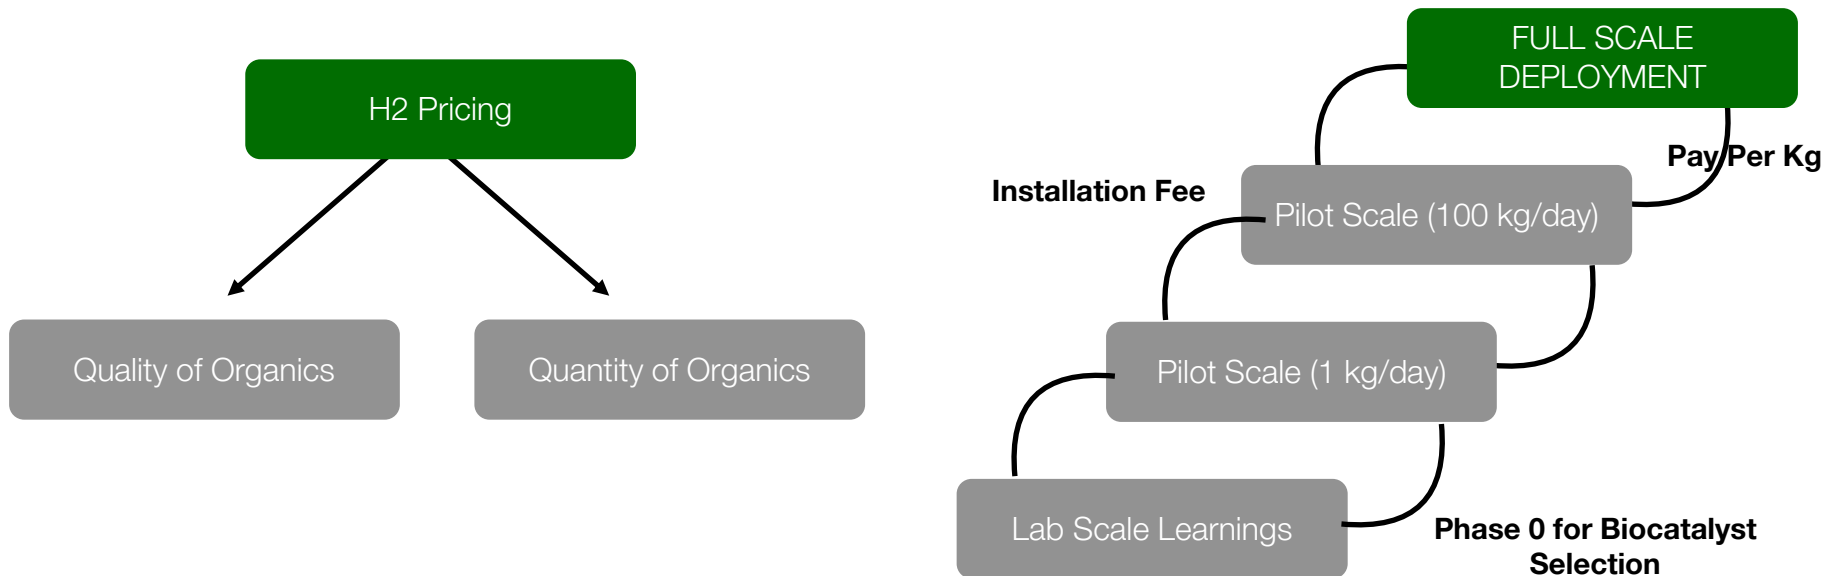 H2 Pricing
Quality of Organics
Quantity of Organics
FULL SCALE
DEPLOYMENT
Pay Per Kg
Installation Fee
Pilot Scale (100 kg/day)
Pilot Scale (1 kg/day)
Lab Scale Learnings
Phase 0 for Biocatalyst
Selection